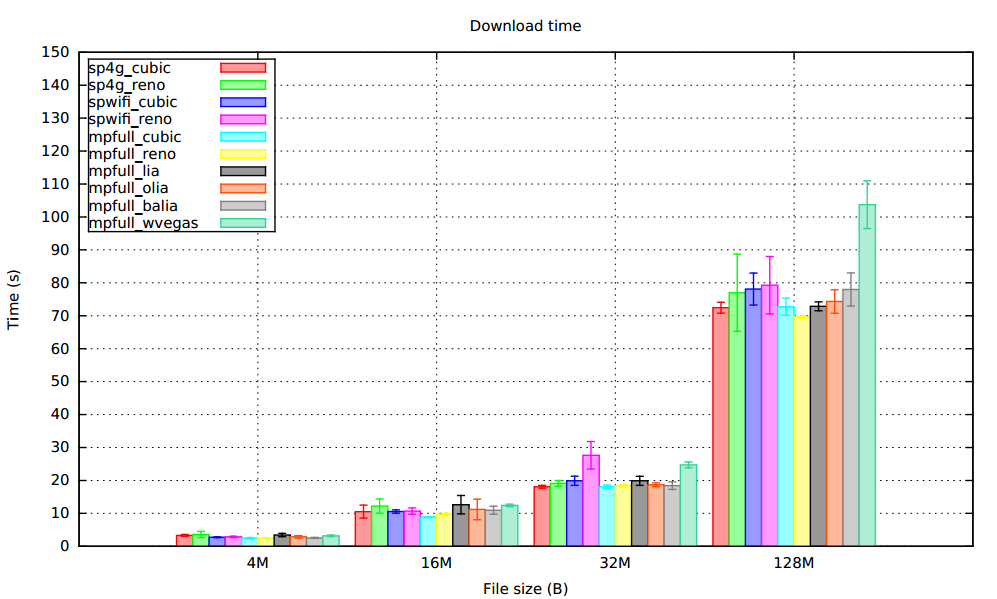 Download time
150
140
130
120
110
100
90
80
70
60
50
40
30
20
10
0
Time (s)
sp4g_cubic
sp4g_reno
spwifi_cubic
spwifi_reno
mpfull_cubic
mpfull_reno
mpfull_lia
mpfull_olia
mpfull_balia
mpfull_wvegas
4M 16M 32M 128M
File size (B)